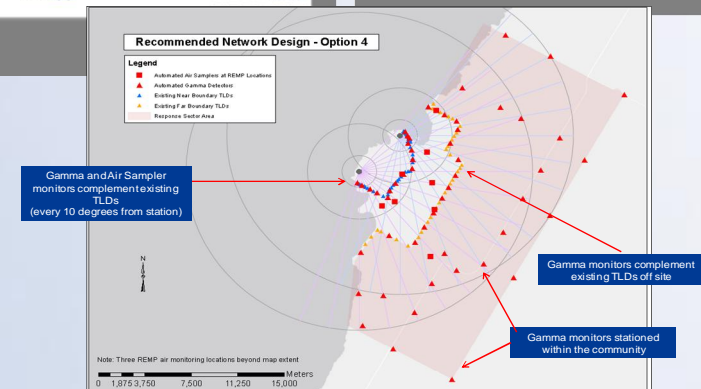 Recommended Network Design - Option 4
Legend
Automated Air Samplers at REMP Locations
Automated Gamma Detectors
Existing Near Boundary TLDs
Existing Far Boundary TLDs
Response Sector Area
Gamma and Air Sampler
monitors complement existing
TLDs
(every 10 degrees from station)
Gamma monitors complement
existing TLDs off site
Gamma monitors stationed
within the community
N
Note: Three REMP air monitoring locations beyond map extent
Meters
0 1,875 3,750 7,500 11,250 15,000